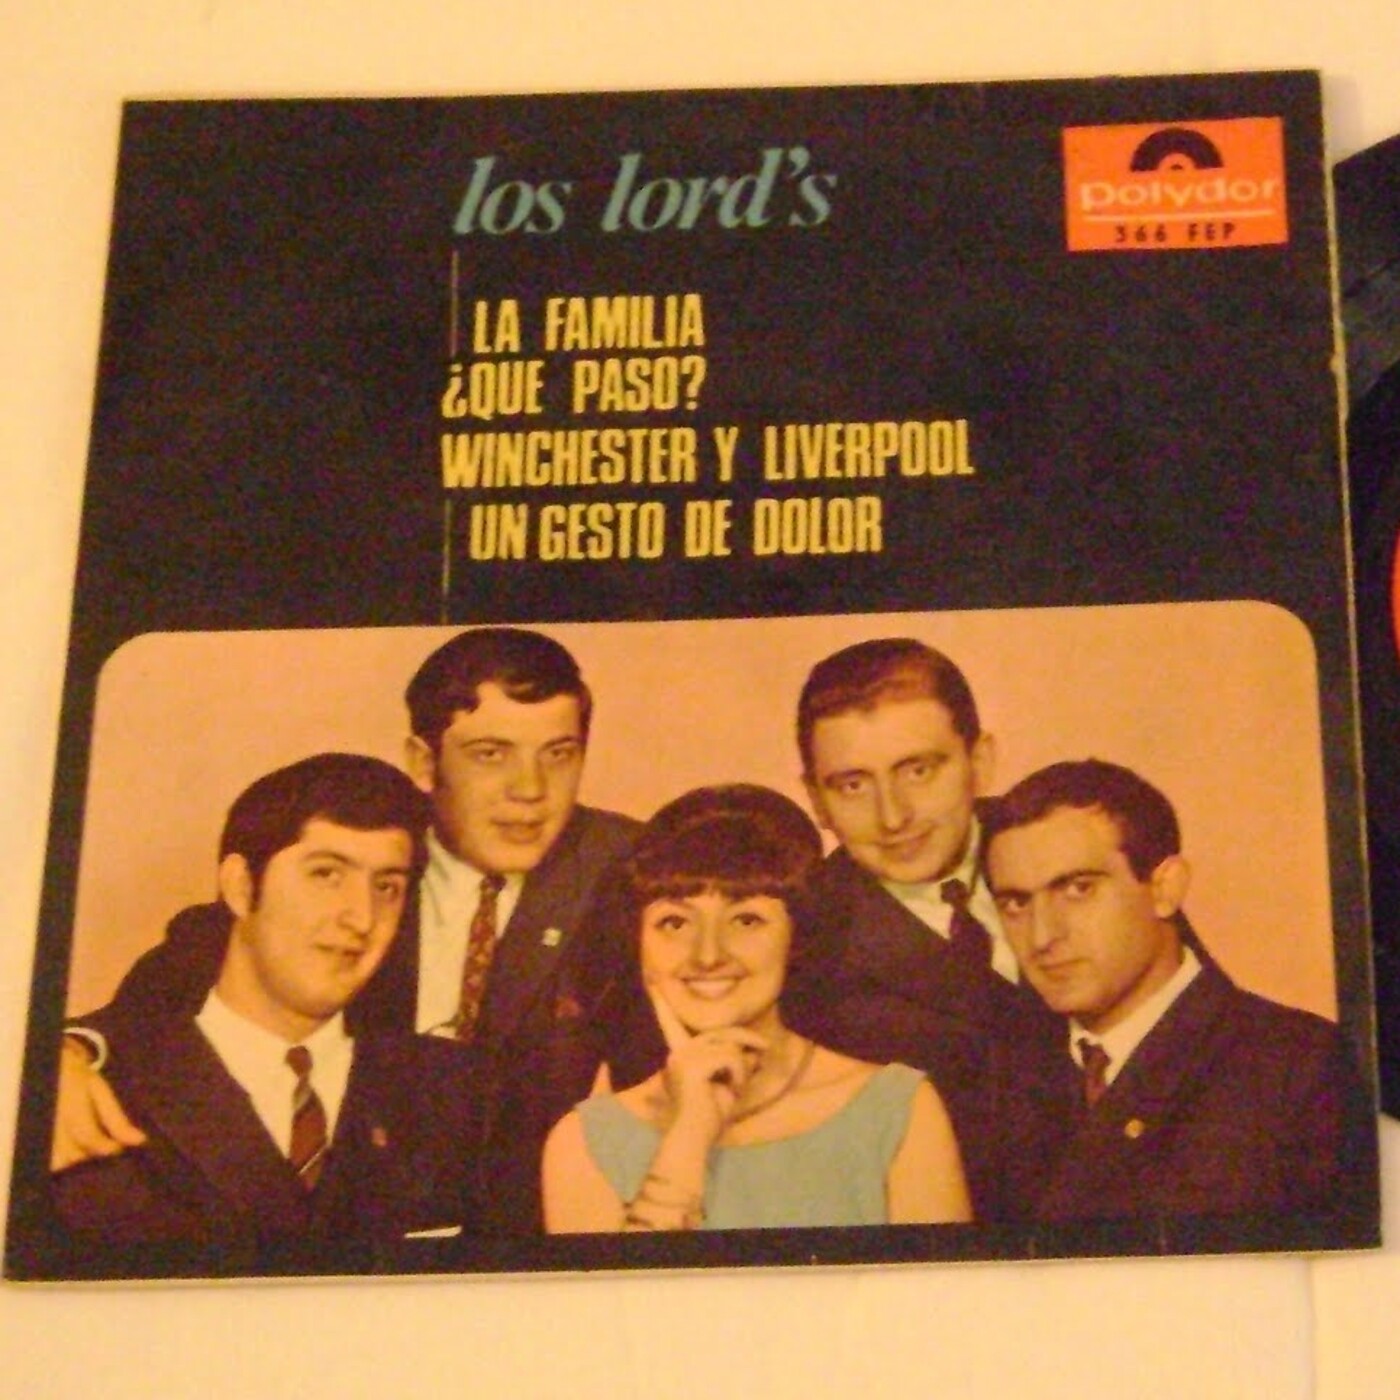 los lord's
polydor
366 FEP
LA FAMILIA
¿QUE PASO?
WINCHESTER Y LIVERPOOL
UN GESTO DE DOLOR